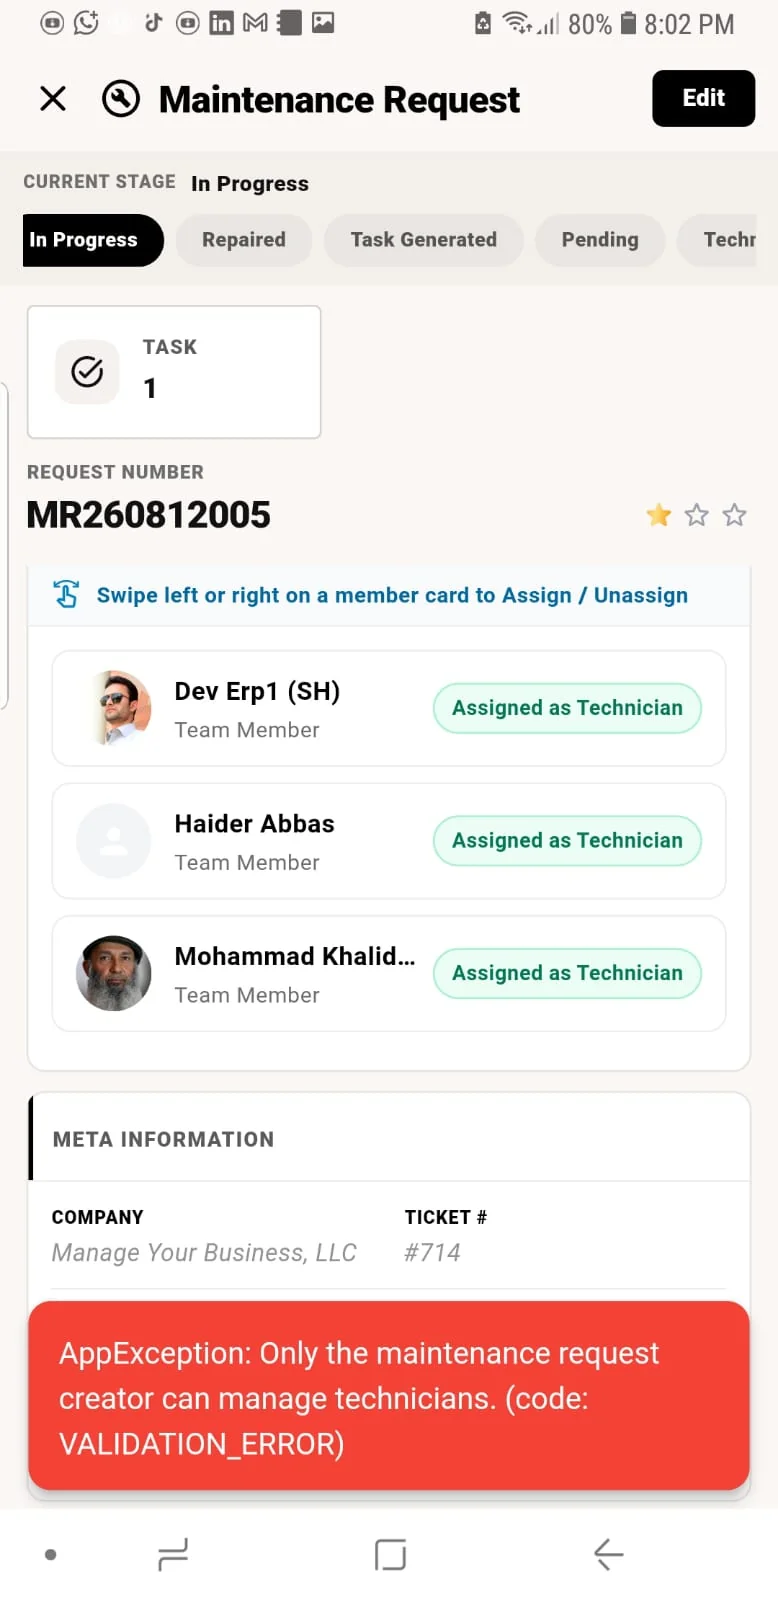 80% 8:02 PM
Maintenance Request
Edit
CURRENT STAGE In Progress
In Progress Repaired Task Generated Pending Techr
TASK
1
REQUEST NUMBER
MR260812005
Swipe left or right on a member card to Assign / Unassign
Dev Erp1 (SH)
Team Member
Assigned as Technician
Haider Abbas
Team Member
Assigned as Technician
Mohammad Khalid...
Team Member
Assigned as Technician
META INFORMATION
COMPANY TICKET #
Manage Your Business, LLC #714
AppException: Only the maintenance request
creator can manage technicians. (code:
VALIDATION_ERROR)